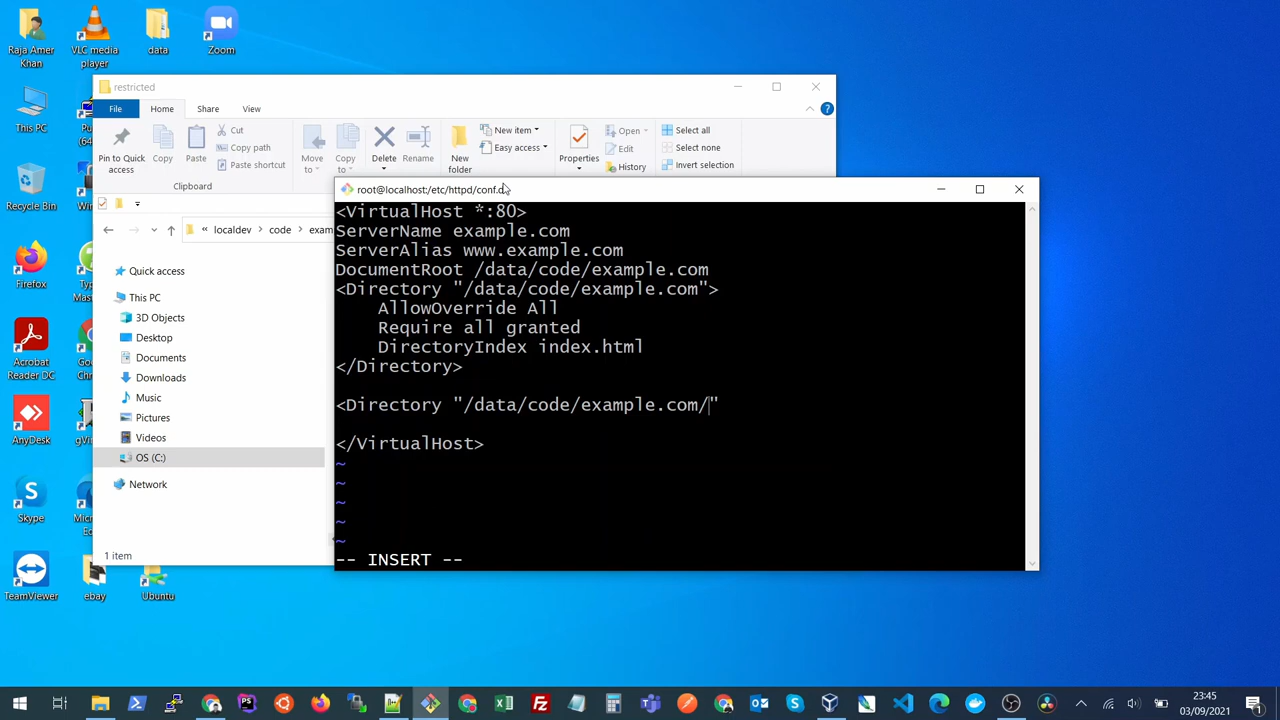 Raja Amer
Khan
VLC media
player
data
Zoom
This PC
Recycle Bin
Firefox
Acrobat
Reader DC
AnyDesk
Skype
TeamViewer
ebay
Ubuntu
restricted
File
Home
Share
View
Pin to Quick
access
Copy
Paste
Cut
Copy path
Paste shortcut
Clipboard
Move
to
Copy
to
Delete
Rename
New
folder
New item
Easy access
Properties
Open
Edit
History
Select all
Select none
Invert selection
localdev
code
exam
Quick access
This PC
3D Objects
Desktop
Documents
Downloads
Music
Pictures
Videos
OS (C:)
Network
1 item
root@localhost:/etc/httpd/conf.d
<VirtualHost *:80>
ServerName example.com
ServerAlias www.example.com
DocumentRoot /data/code/example.com
<Directory "/data/code/example.com">
AllowOverride All
Require all granted
DirectoryIndex index.html
</Directory>
<Directory "/data/code/example.com/"
</VirtualHost>
~
~
~
~
~
-- INSERT --
23:45
03/09/2021